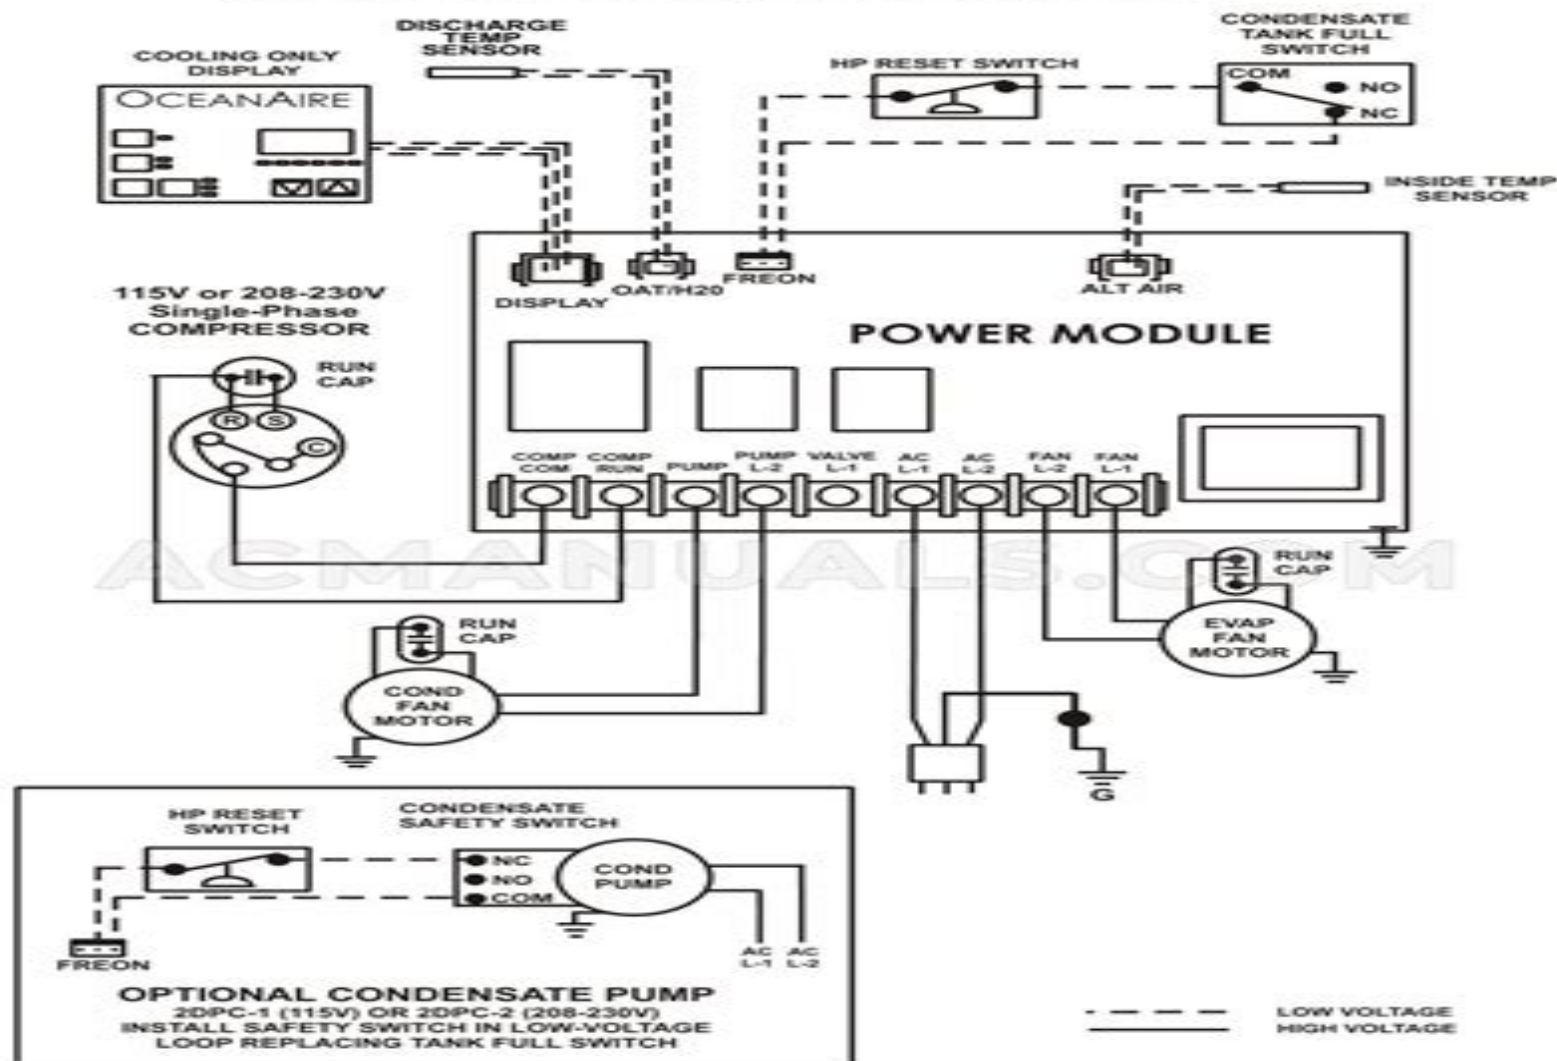 DISCHARGE
TEMP
SENSOR
COOLING ONLY
DISPLAY
OCEANAIRE
HP RESET SWITCH
CONDENSATE
TANK FULL
SWITCH
COM
NO
NC
INSIDE TEMP
SENSOR
DISPLAY
OAT/H20
FREON
ALT AIR
POWER MODULE
115V or 208-230V
Single-Phase
COMPRESSOR
RUN
CAP
R
S
C
COMP
COM
COMP
RUN
PUMP
PUMP
L-2
VALVE
L-1
AC
L-1
AC
L-2
FAN
L-2
FAN
L-1
ACMANUALS.COM
RUN
CAP
EVAP
FAN
MOTOR
RUN
CAP
COND
FAN
MOTOR
G
HP RESET
SWITCH
CONDENSATE
SAFETY SWITCH
NC
NO
COM
COND
PUMP
FREON
AC
L-1
AC
L-2
OPTIONAL CONDENSATE PUMP
2DPC-1 (115V) OR 2DPC-2 (208-230V)
INSTALL SAFETY SWITCH IN LOW-VOLTAGE
LOOP REPLACING TANK FULL SWITCH
LOW VOLTAGE
HIGH VOLTAGE